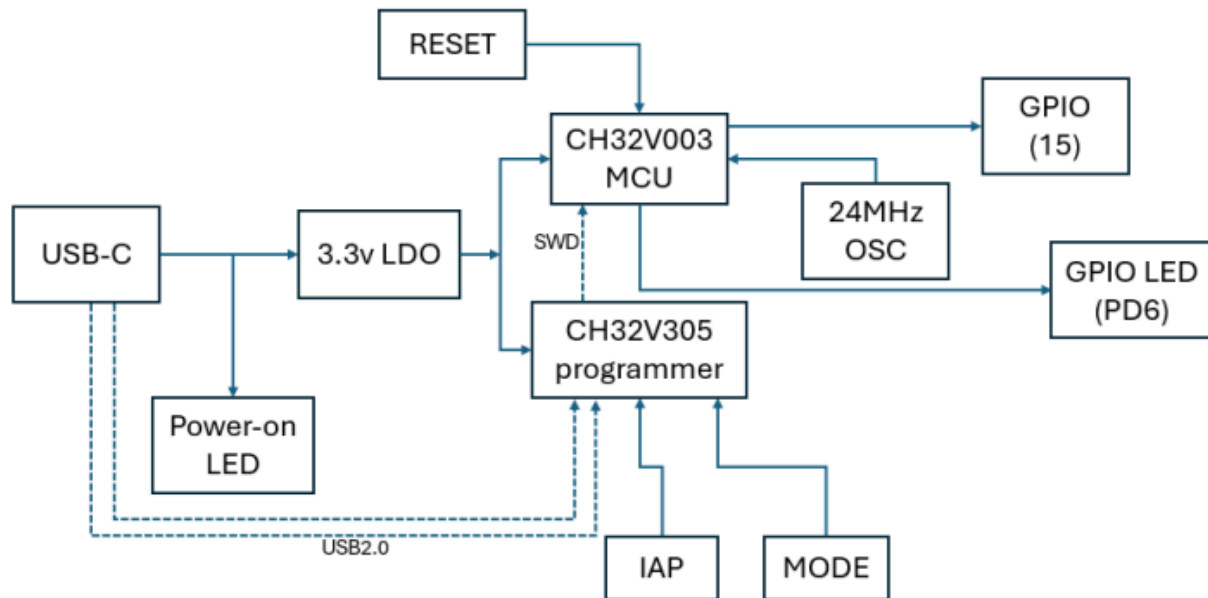 RESET
GPIO
(15)
CH32V003
MCU
24MHz
OSC
USB-C
3.3v LDO
SWD
GPIO LED
(PD6)
CH32V305
programmer
Power-on
LED
USB2.0
IAP
MODE